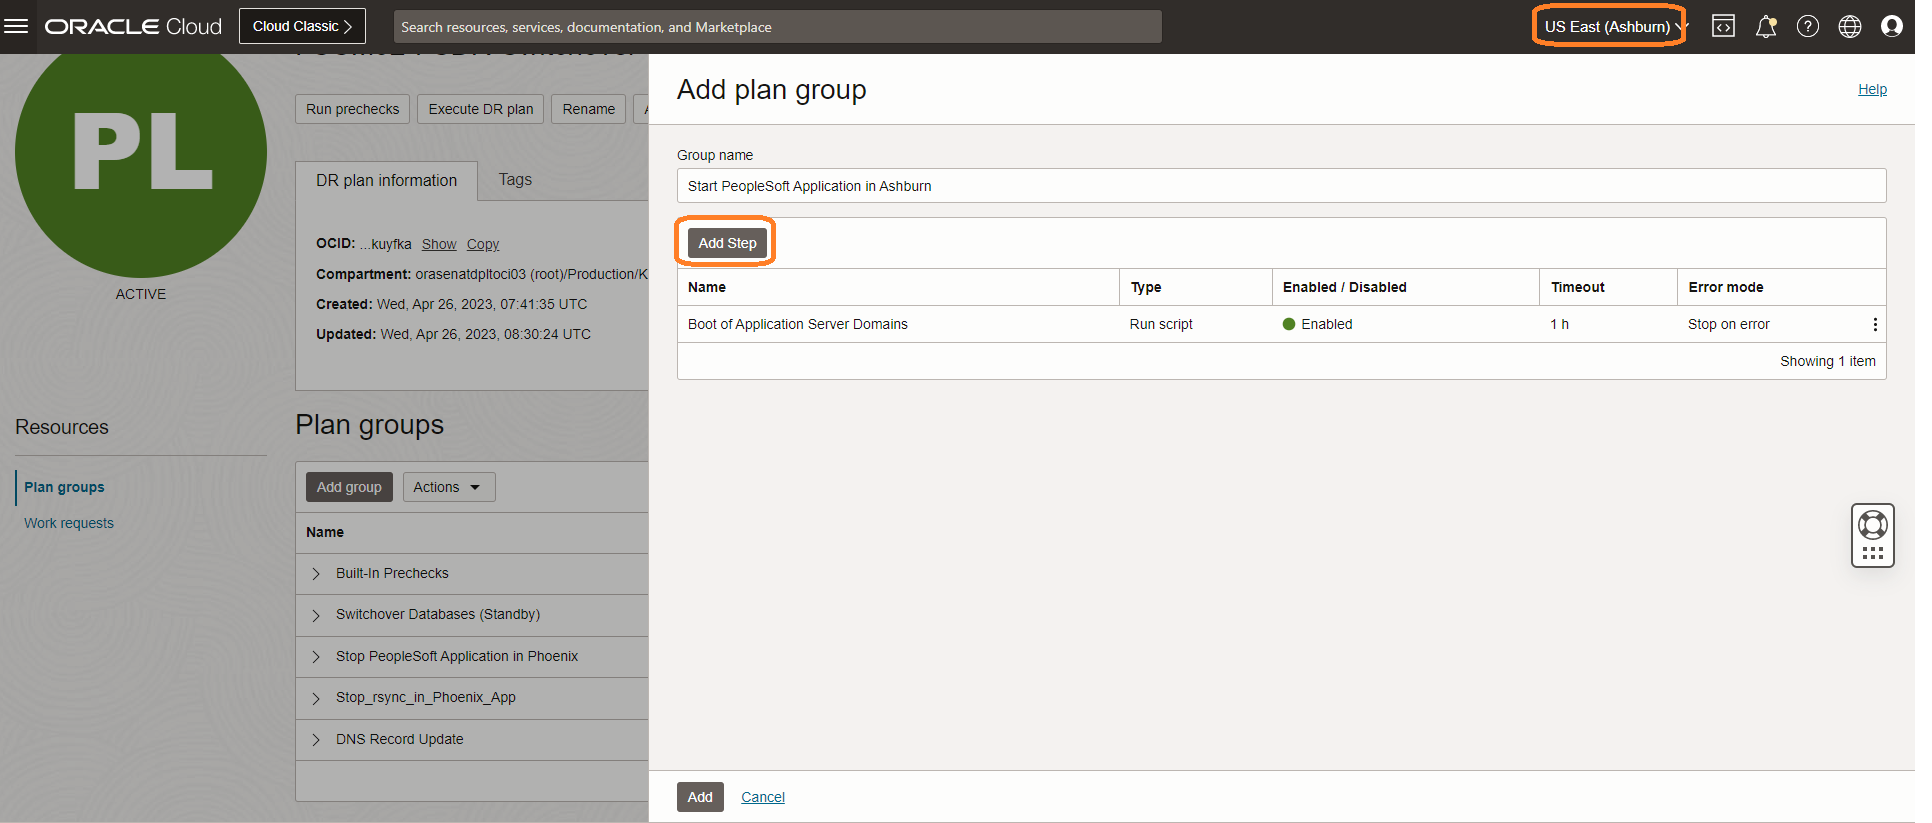 ORACLE Cloud
Cloud Classic
Search resources, services, documentation, and Marketplace
US East (Ashburn)
PL
ACTIVE
Run prechecks
Execute DR plan
Rename
DR plan information
Tags
OCID: ...kuyfka Show Copy
Compartment: orasenatdpltoci03 (root)/Production/K
Created: Wed, Apr 26, 2023, 07:41:35 UTC
Updated: Wed, Apr 26, 2023, 08:30:24 UTC
Resources
Plan groups
Work requests
Plan groups
Add group
Actions
Name
Built-In Prechecks
Switchover Databases (Standby)
Stop PeopleSoft Application in Phoenix
Stop_rsync_in_Phoenix_App
DNS Record Update
Add plan group
Help
Group name
Start PeopleSoft Application in Ashburn
Add Step
Name Type Enabled / Disabled Timeout Error mode
Boot of Application Server Domains Run script Enabled 1 h Stop on error
Showing 1 item
Add
Cancel